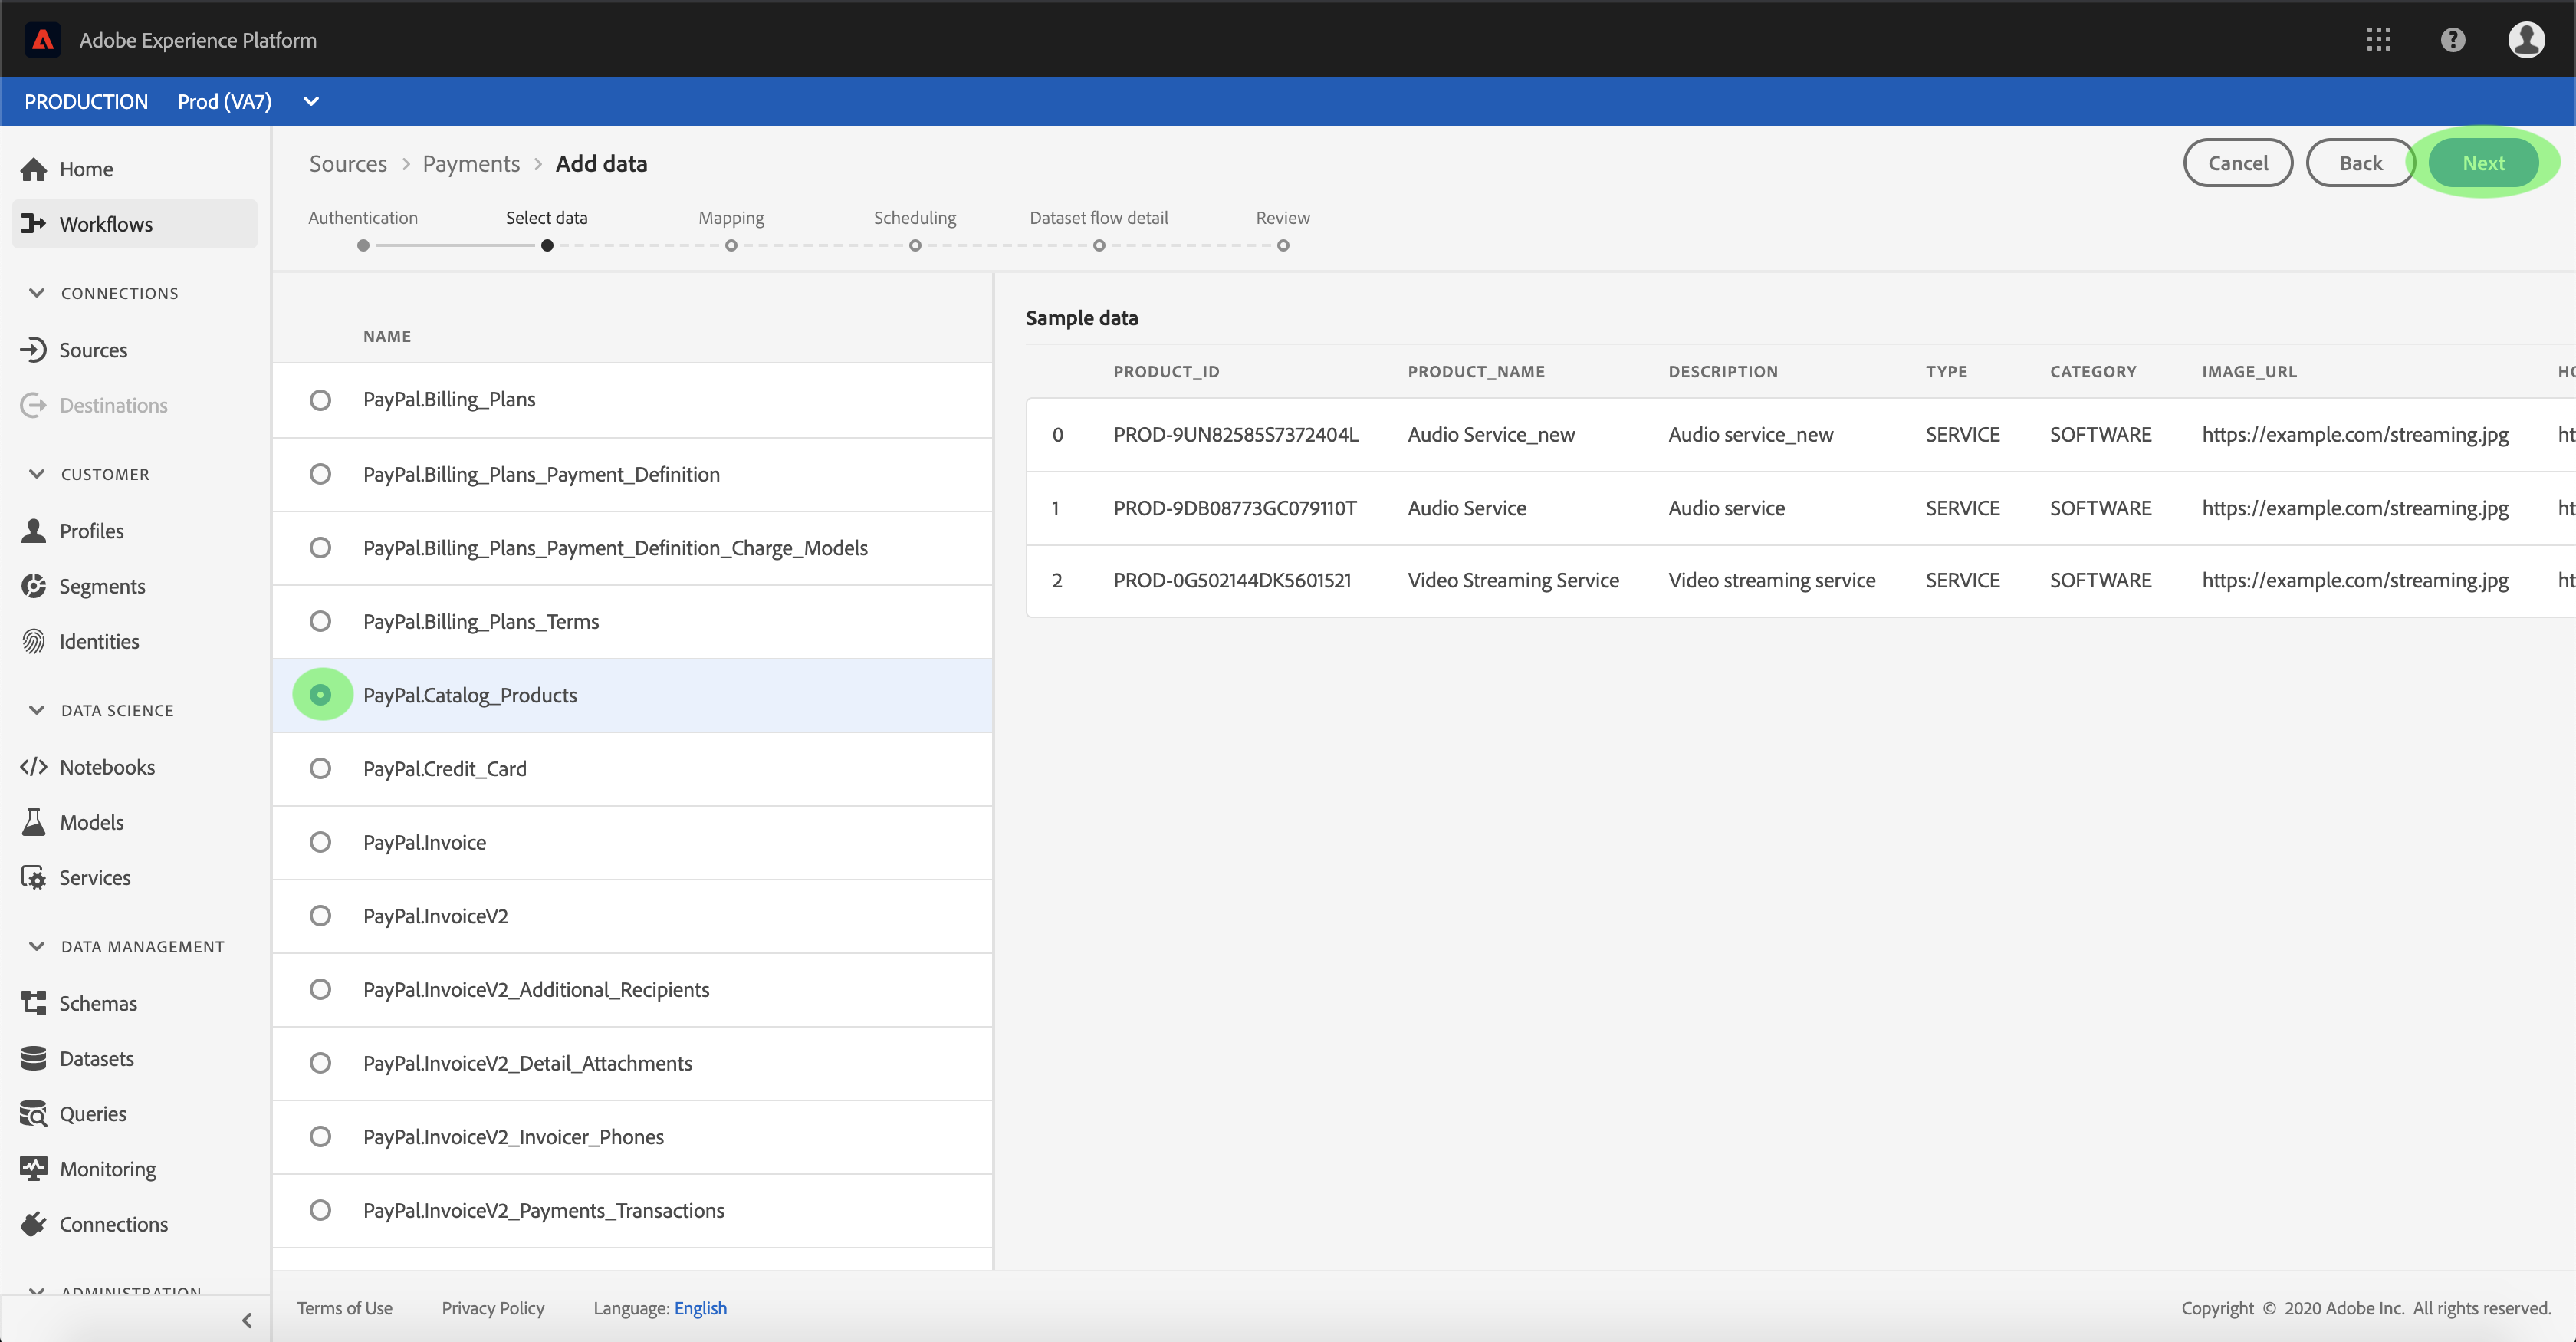 Adobe Experience Platform
PRODUCTION Prod (VA7)
Home
Workflows
CONNECTIONS
Sources
Destinations
CUSTOMER
Profiles
Segments
Identities
DATA SCIENCE
Notebooks
Models
Services
DATA MANAGEMENT
Schemas
Datasets
Queries
Monitoring
Connections
ADMINISTRATION
Sources > Payments > Add data
Cancel Back Next
Authentication Select data Mapping Scheduling Dataset flow detail Review
NAME
PayPal.Billing_Plans
PayPal.Billing_Plans_Payment_Definition
PayPal.Billing_Plans_Payment_Definition_Charge_Models
PayPal.Billing_Plans_Terms
PayPal.Catalog_Products
PayPal.Credit_Card
PayPal.Invoice
PayPal.InvoiceV2
PayPal.InvoiceV2_Additional_Recipients
PayPal.InvoiceV2_Detail_Attachments
PayPal.InvoiceV2_Invoicer_Phones
PayPal.InvoiceV2_Payments_Transactions
Sample data
PRODUCT_ID PRODUCT_NAME DESCRIPTION TYPE CATEGORY IMAGE_URL
0 PROD-9UN82585S7372404L Audio Service_new Audio service_new SERVICE SOFTWARE https://example.com/streaming.jpg
1 PROD-9DB08773GC079110T Audio Service Audio service SERVICE SOFTWARE https://example.com/streaming.jpg
2 PROD-0G502144DK5601521 Video Streaming Service Video streaming service SERVICE SOFTWARE https://example.com/streaming.jpg
Terms of Use Privacy Policy Language: English
Copyright © 2020 Adobe Inc. All rights reserved.